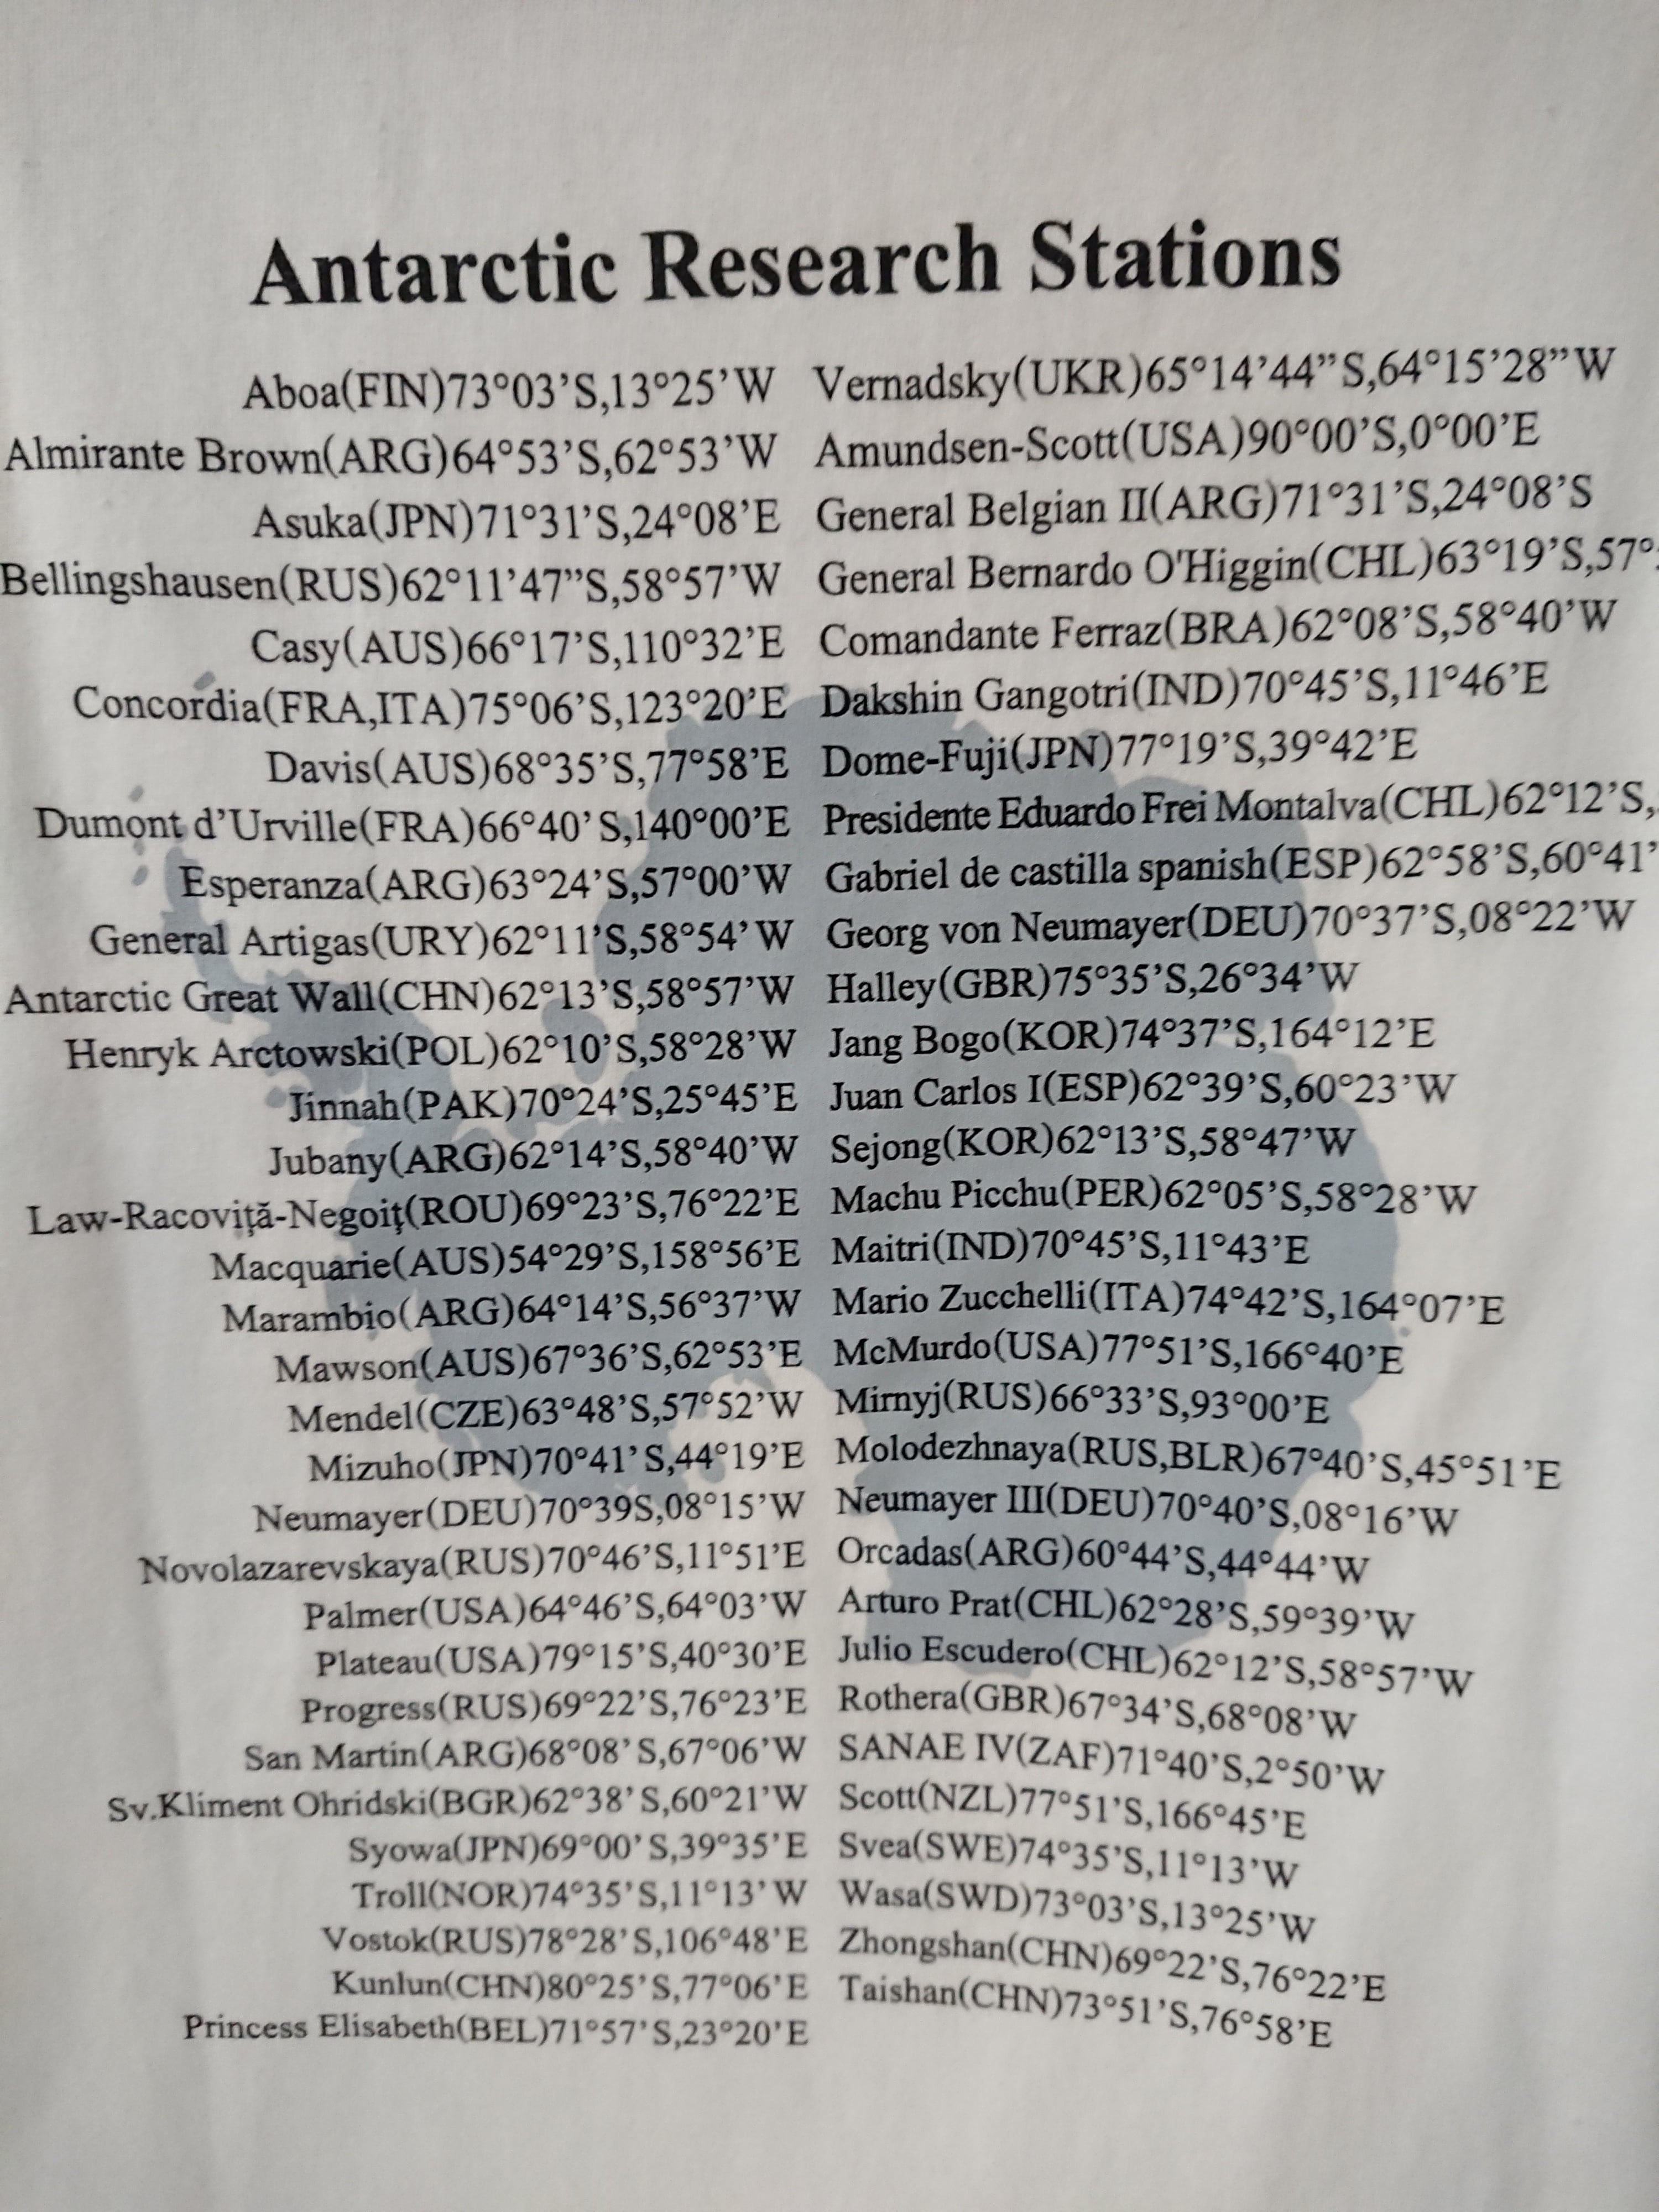 Antarctic Research Stations
Aboa(FIN)73°03’S,13°25’W
Almirante Brown(ARG)64°53’S,62°53’W
Asuka(JPN)71°31’S,24°08’E
Bellingshausen(RUS)62°11’47”S,58°57’W
Casy(AUS)66°17’S,110°32’E
Concordia(FRA,ITA)75°06’S,123°20’E
Davis(AUS)68°35’S,77°58’E
Dumont d’Urville(FRA)66°40’S,140°00’E
Esperanza(ARG)63°24’S,57°00’W
General Artigas(URY)62°11’S,58°54’W
Antarctic Great Wall(CHN)62°13’S,58°57’W
Henryk Arctowski(POL)62°10’S,58°28’W
Jinnah(PAK)70°24’S,25°45’E
Jubany(ARG)62°14’S,58°40’W
Law-Racoviţă-Negoiţ(ROU)69°23’S,76°22’E
Macquarie(AUS)54°29’S,158°56’E
Marambio(ARG)64°14’S,56°37’W
Mawson(AUS)67°36’S,62°53’E
Mendel(CZE)63°48’S,57°52’W
Mizuho(JPN)70°41’S,44°19’E
Neumayer(DEU)70°39S,08°15’W
Novolazarevskaya(RUS)70°46’S,11°51’E
Palmer(USA)64°46’S,64°03’W
Plateau(USA)79°15’S,40°30’E
Progress(RUS)69°22’S,76°23’E
San Martin(ARG)68°08’S,67°06’W
Sv.Kliment Ohridski(BGR)62°38’S,60°21’W
Syowa(JPN)69°00’S,39°35’E
Troll(NOR)74°35’S,11°13’W
Vostok(RUS)78°28’S,106°48’E
Kunlun(CHN)80°25’S,77°06’E
Princess Elisabeth(BEL)71°57’S,23°20’E
Vernadsky(UKR)65°14’44”S,64°15’28”W
Amundsen-Scott(USA)90°00’S,0°00’E
General Belgian II(ARG)71°31’S,24°08’S
General Bernardo O'Higgin(CHL)63°19’S,57°
Comandante Ferraz(BRA)62°08’S,58°40’W
Dakshin Gangotri(IND)70°45’S,11°46’E
Dome-Fuji(JPN)77°19’S,39°42’E
Presidente Eduardo Frei Montalva(CHL)62°12’S,
Gabriel de castilla spanish(ESP)62°58’S,60°41’
Georg von Neumayer(DEU)70°37’S,08°22’W
Halley(GBR)75°35’S,26°34’W
Jang Bogo(KOR)74°37’S,164°12’E
Juan Carlos I(ESP)62°39’S,60°23’W
Sejong(KOR)62°13’S,58°47’W
Machu Picchu(PER)62°05’S,58°28’W
Maitri(IND)70°45’S,11°43’E
Mario Zucchelli(ITA)74°42’S,164°07’E
McMurdo(USA)77°51’S,166°40’E
Mirnyj(RUS)66°33’S,93°00’E
Molodezhnaya(RUS,BLR)67°40’S,45°51’E
Neumayer III(DEU)70°40’S,08°16’W
Orcadas(ARG)60°44’S,44°44’W
Arturo Prat(CHL)62°28’S,59°39’W
Julio Escudero(CHL)62°12’S,58°57’W
Rothera(GBR)67°34’S,68°08’W
SANAE IV(ZAF)71°40’S,2°50’W
Scott(NZL)77°51’S,166°45’E
Svea(SWE)74°35’S,11°13’W
Wasa(SWD)73°03’S,13°25’W
Zhongshan(CHN)69°22’S,76°22’E
Taishan(CHN)73°51’S,76°58’E